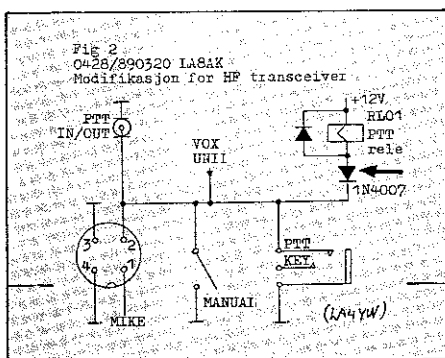 Fig 2
0428/890320 LA8AK
Modifikasjon for HF transceiver
+12V
RL01
PTT
rele
PTT
IN/OUT
VOX
UNIT
1N4007
3 2
4 1
PTT
KEY
MANUAL
MIKE
(LA4YW)